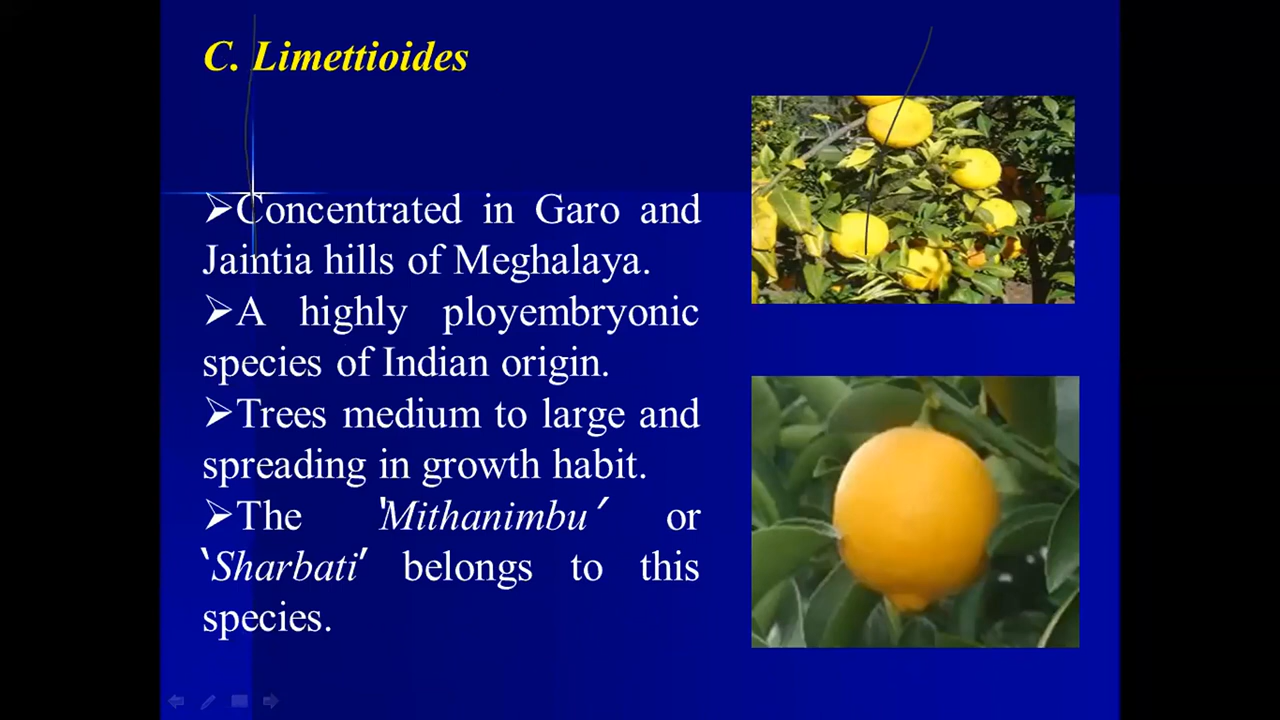 C. Limettioides
➢Concentrated in Garo and
Jaintia hills of Meghalaya.
➢A highly ployembryonic
species of Indian origin.
➢Trees medium to large and
spreading in growth habit.
➢The ‘Mithanimbu’ or
‘Sharbati’ belongs to this
species.